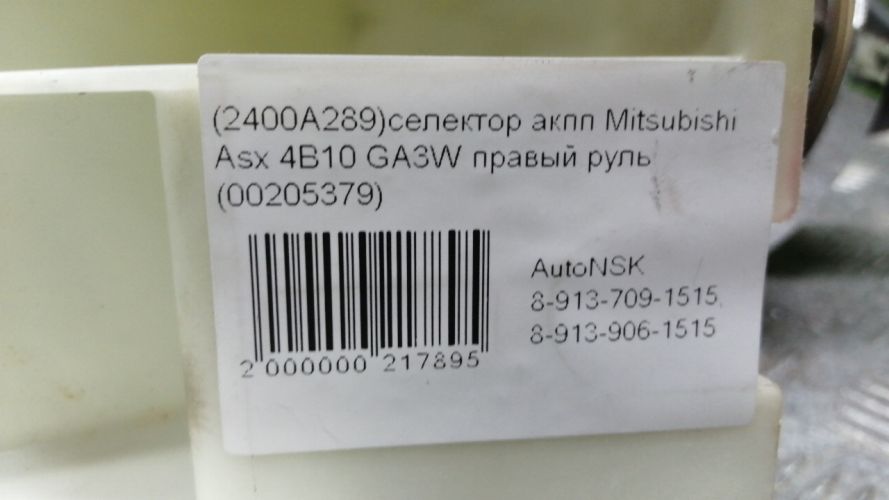 (2400A289)селектор акпп Mitsubishi
Asx 4B10 GA3W правый руль
(00205379)
AutoNSK
8-913-709-1515,
8-913-906-1515
2 000000 217895